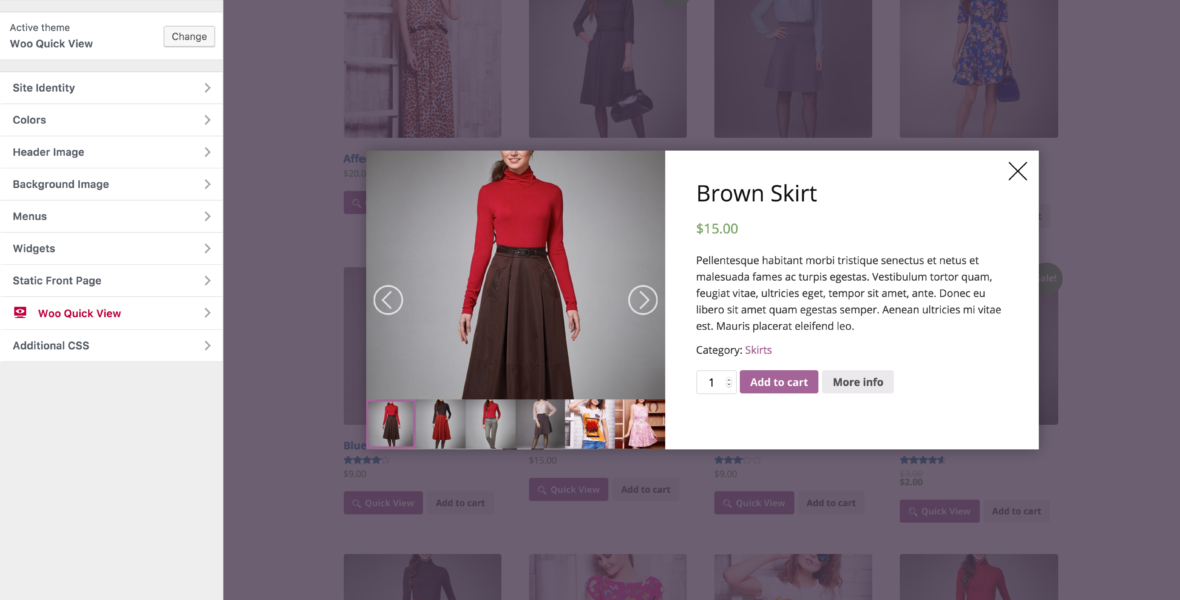 Active theme
Woo Quick View
Change
Site Identity
Colors
Header Image
Background Image
Menus
Widgets
Static Front Page
Woo Quick View
Additional CSS
Brown Skirt
$15.00
Pellentesque habitant morbi tristique senectus et netus et
malesuada fames ac turpis egestas. Vestibulum tortor quam,
feugiat vitae, ultricies eget, tempor sit amet, ante. Donec eu
libero sit amet quam egestas semper. Aenean ultricies mi vitae
est. Mauris placerat eleifend leo.
Category: Skirts
1 Add to cart More info
Blue
$9.00
$15.00
$9.00
$2.00
Quick View Add to cart
Quick View Add to cart
Quick View Add to cart
Quick View Add to cart